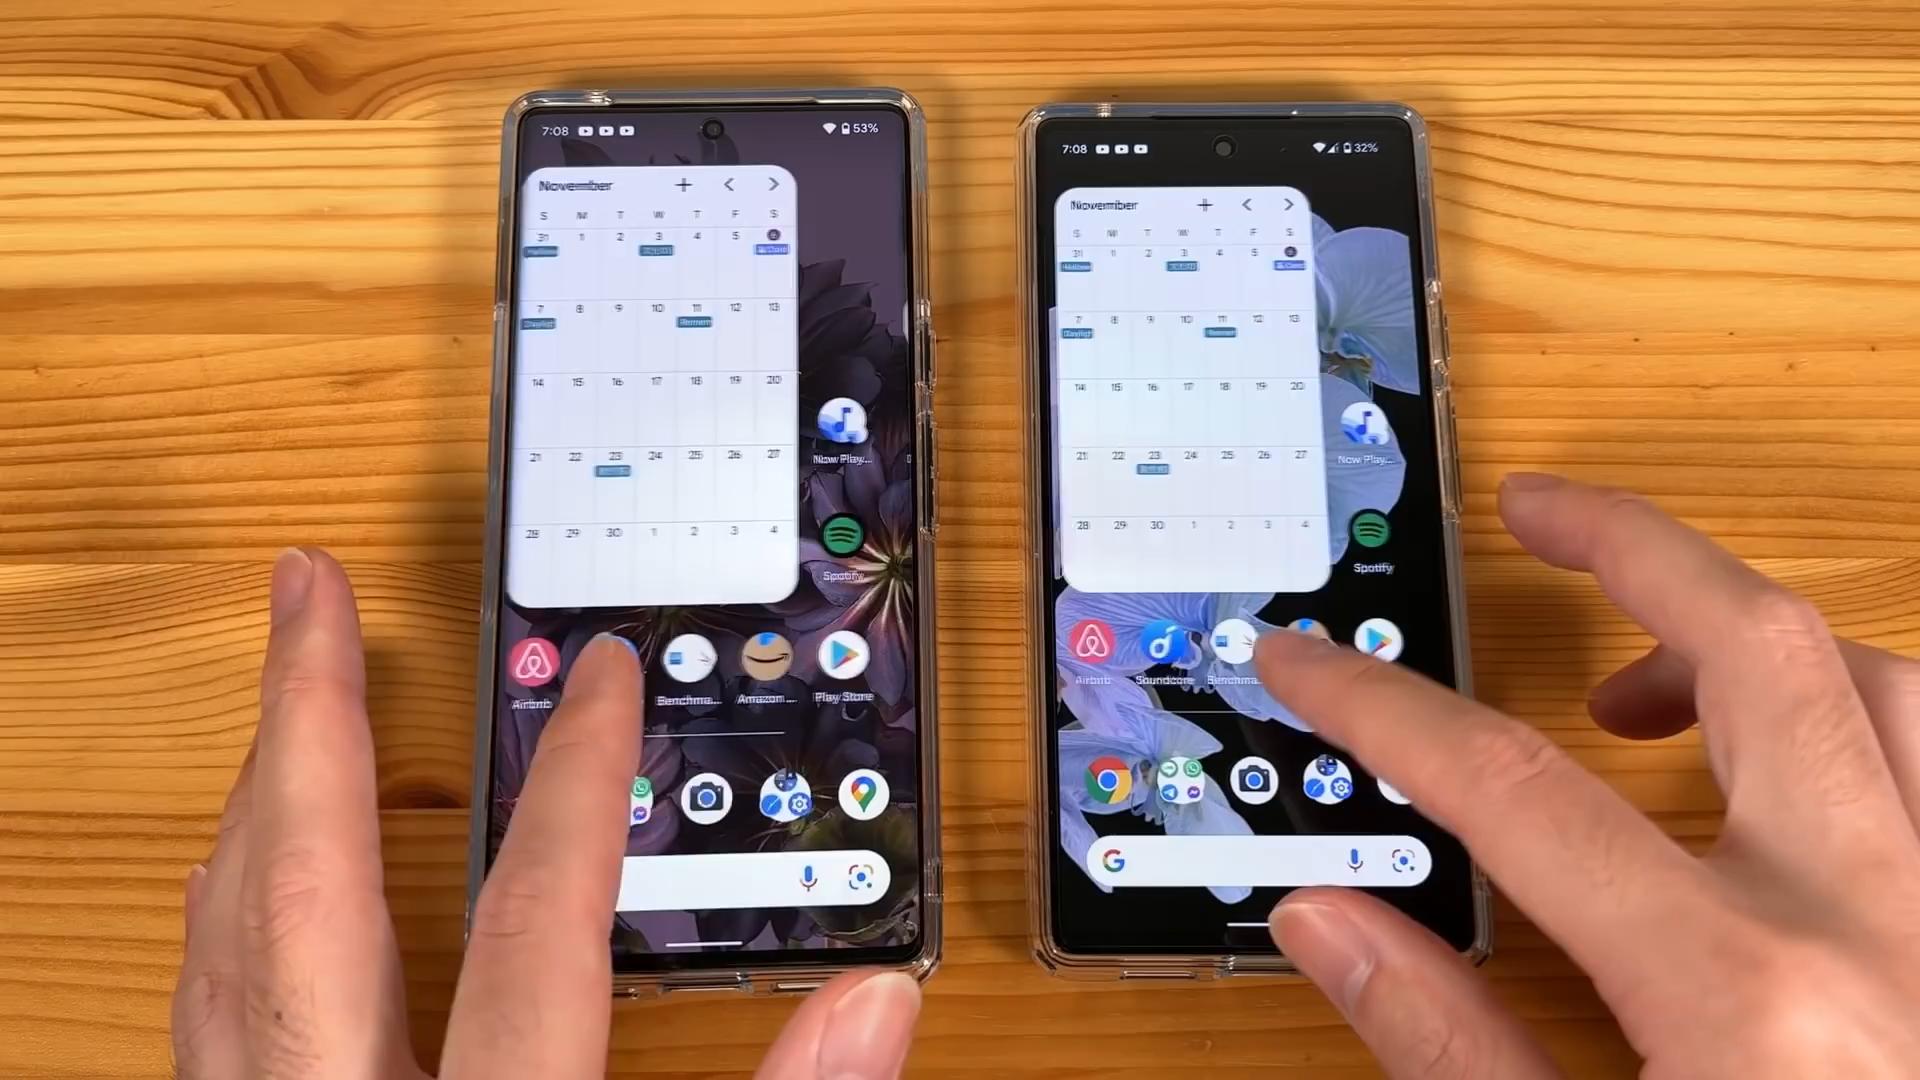 7:08
53%
November
S M T W T F S
31 1 2 3 4 5 6
7 8 9 10 11 12 13
14 15 16 17 18 19 20
21 22 23 24 25 26 27
28 29 30 1 2 3 4
Now Play...
Spotify
Airbnb
Benchma...
Amazon ...
Play Store
7:08
32%
November
S M T W T F S
31 1 2 3 4 5
7 8 9 10 11 12 13
14 15 16 17 18 19 20
21 22 23 24 25 26 27
28 29 30 1 2 3 4
Now Play...
Spotify
Airbnb
Soundcore
Benchma...
G